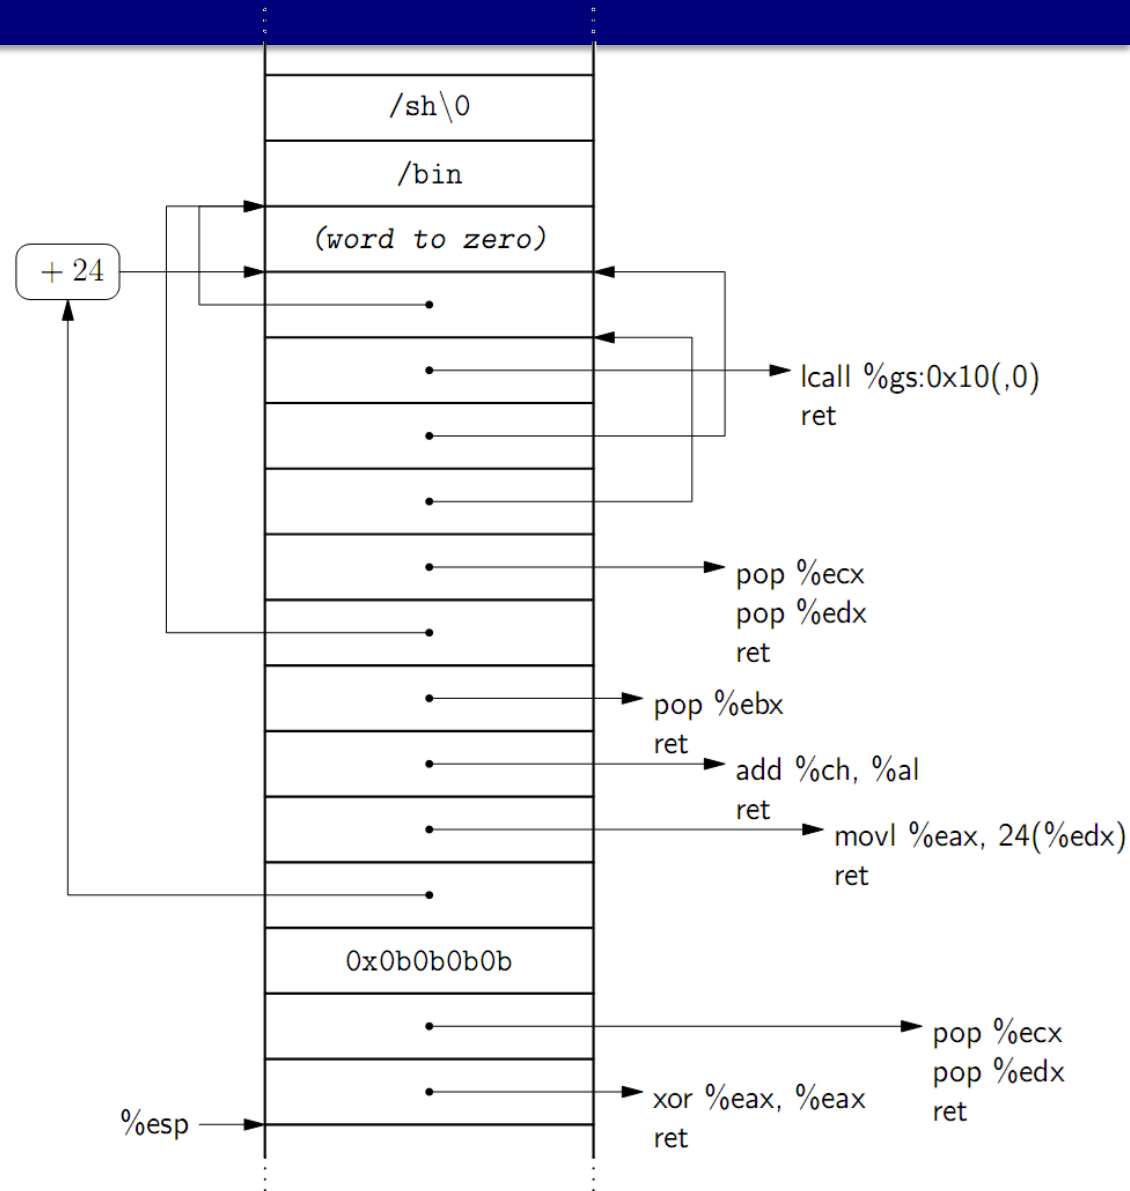 /sh\0
/bin
(word to zero)
+ 24
lcall %gs:0x10(,0)
ret
pop %ecx
pop %edx
ret
pop %ebx
ret
add %ch, %al
ret
movl %eax, 24(%edx)
ret
0x0b0b0b0b
pop %ecx
pop %edx
ret
xor %eax, %eax
ret
%esp